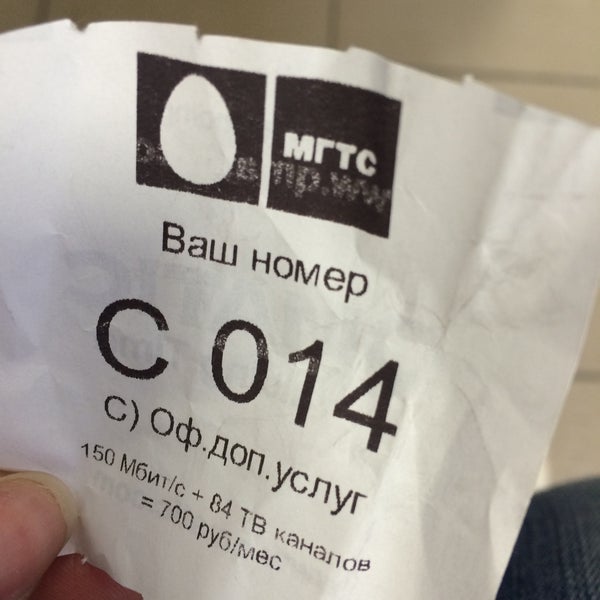 МГТС
Ваш номер
С 014
С) Оф.доп.услуг
150 Мбит/с + 84 ТВ каналов
= 700 руб/мес